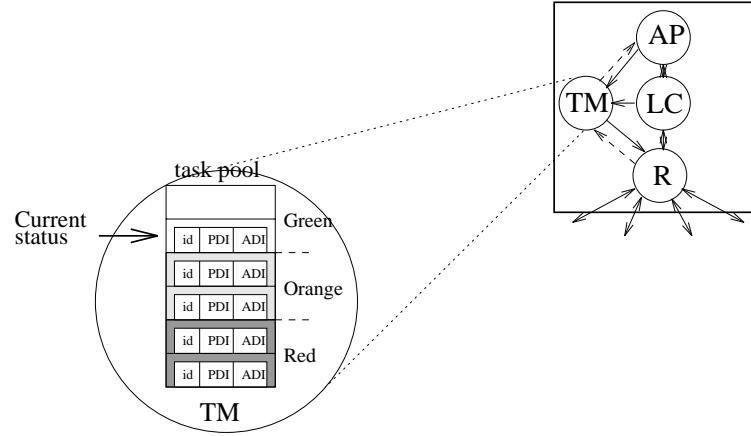 AP
TM LC
R
task pool
Current
status
Green
id PDI ADI
id PDI ADI
Orange
id PDI ADI
id PDI ADI
Red
id PDI ADI
TM